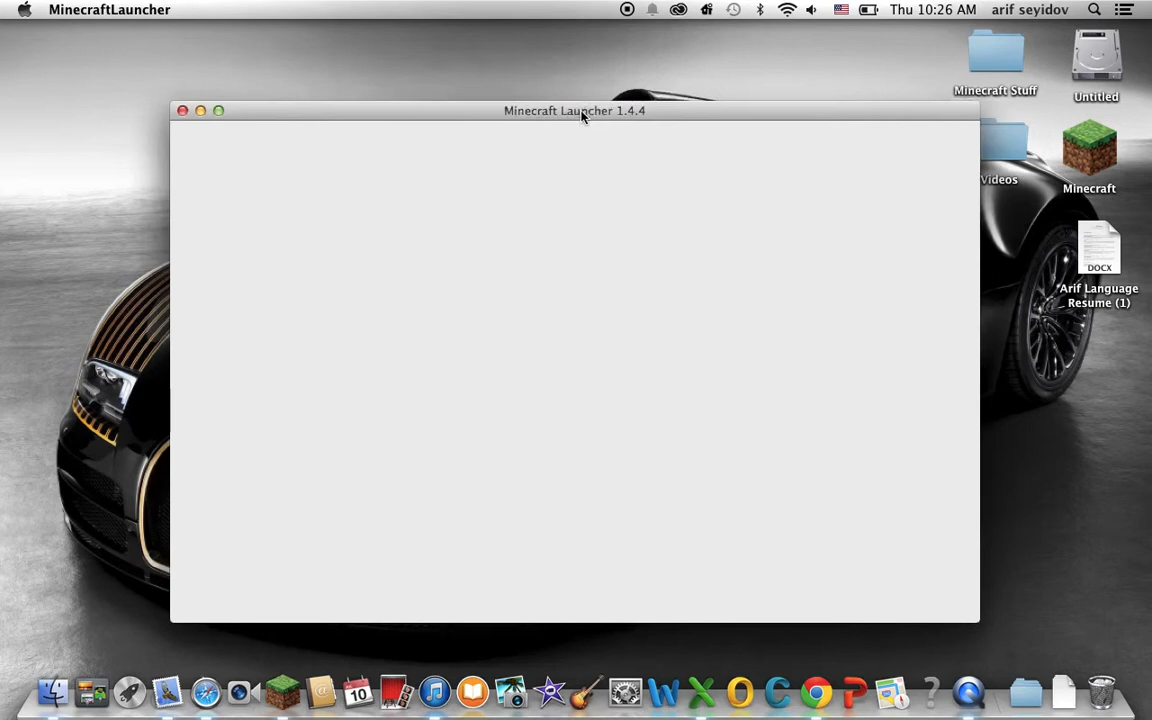 MinecraftLauncher
Thu 10:26 AM
arif seyidov
Minecraft Launcher 1.4.4
Minecraft Stuff
Untitled
Videos
Minecraft
DOCX
Arif Language
Resume (1)
10